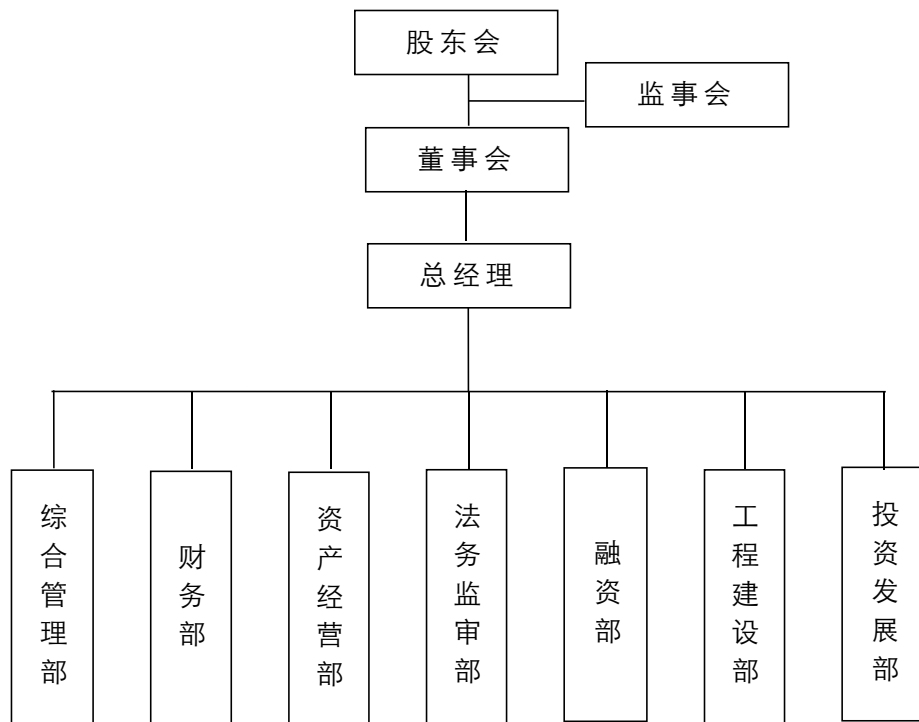 股东会
监事会
董事会
总经理
综合管理部
财务部
资产经营部
法务监审部
融资部
工程建设部
投资发展部